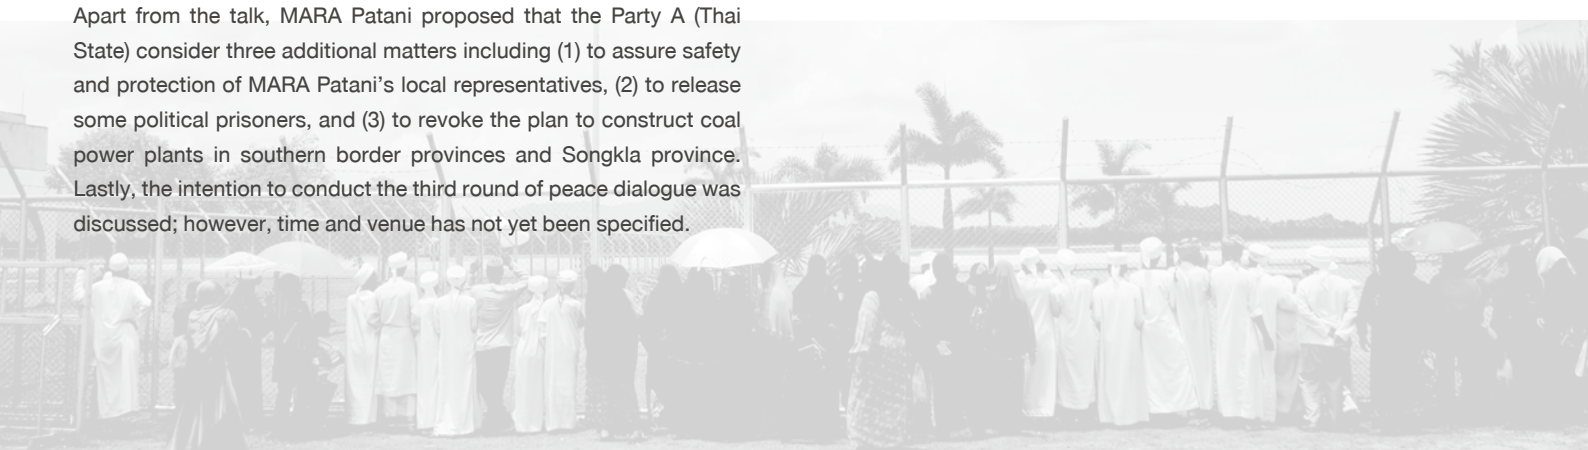 Apart from the talk, MARA Patani proposed that the Party A (Thai
State) consider three additional matters including (1) to assure safety
and protection of MARA Patani’s local representatives, (2) to release
some political prisoners, and (3) to revoke the plan to construct coal
power plants in southern border provinces and Songkla province.
Lastly, the intention to conduct the third round of peace dialogue was
discussed; however, time and venue has not yet been specified.